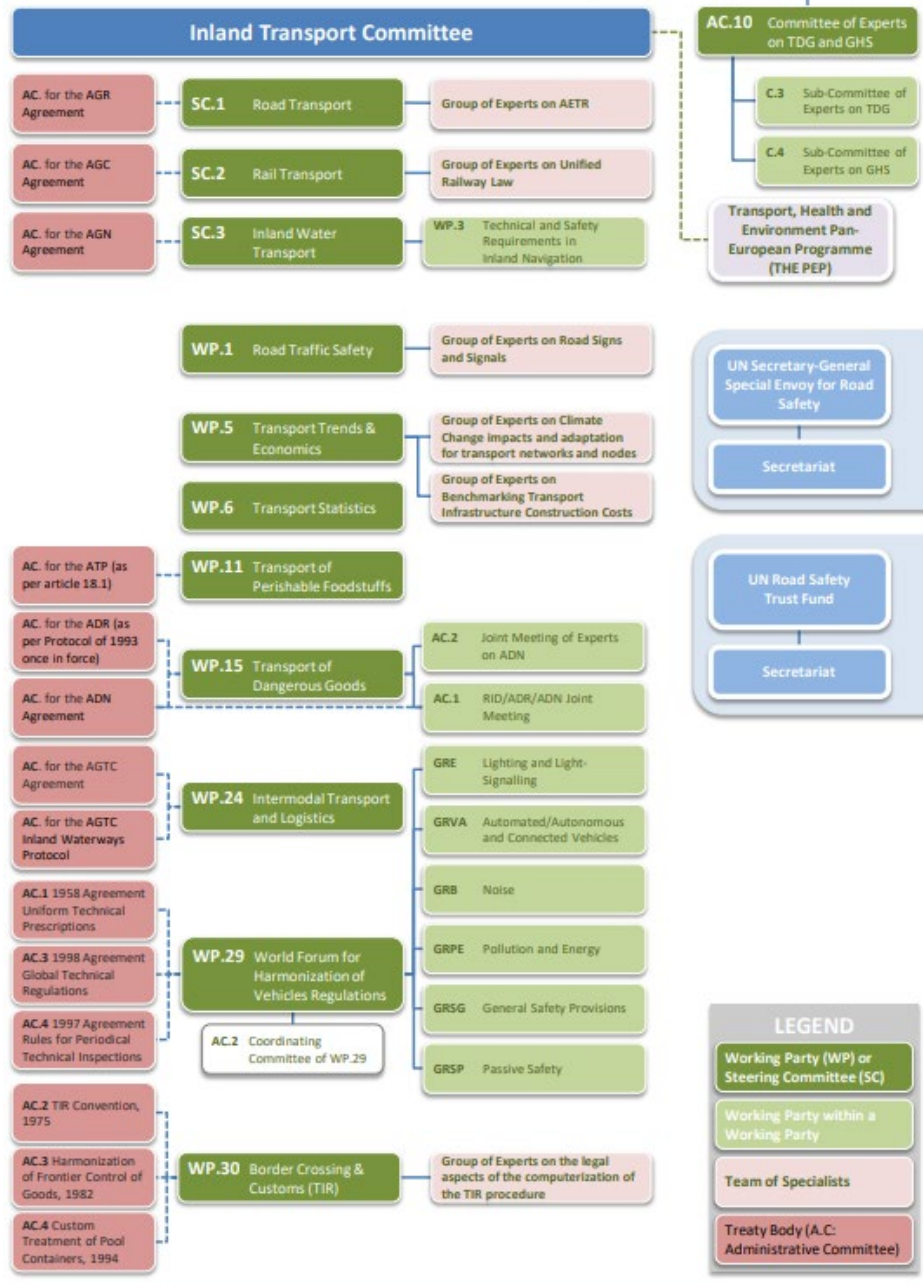 Inland Transport Committee
AC.10 Committee of Experts
on TDG and GHS
C.3 Sub-Committee of
Experts on TDG
C.4 Sub-Committee of
Experts on GHS
Transport, Health and
Environment Pan-
European Programme
(THE PEP)
AC. for the AGR
Agreement
SC.1 Road Transport
Group of Experts on AETR
AC. for the AGC
Agreement
SC.2 Rail Transport
Group of Experts on Unified
Railway Law
AC. for the AGN
Agreement
SC.3 Inland Water
Transport
WP.3 Technical and Safety
Requirements in
Inland Navigation
WP.1 Road Traffic Safety
Group of Experts on Road Signs
and Signals
UN Secretary-General
Special Envoy for Road
Safety
Secretariat
WP.5 Transport Trends &
Economics
Group of Experts on Climate
Change impacts and adaptation
for transport networks and nodes
Group of Experts on
Benchmarking Transport
Infrastructure Construction Costs
WP.6 Transport Statistics
AC. for the ATP (as
per article 18.1)
WP.11 Transport of
Perishable Foodstuffs
UN Road Safety
Trust Fund
Secretariat
AC. for the ADR (as
per Protocol of 1993
once in force)
AC. for the ADN
Agreement
WP.15 Transport of
Dangerous Goods
AC.2 Joint Meeting of Experts
on ADN
AC.1 RID/ADR/ADN Joint
Meeting
AC. for the AGTC
Agreement
AC. for the AGTC
Inland Waterways
Protocol
WP.24 Intermodal Transport
and Logistics
GRE Lighting and Light-
Signalling
GRVA Automated/Autonomous
and Connected Vehicles
GRB Noise
GRPE Pollution and Energy
GRSG General Safety Provisions
GRSP Passive Safety
AC.1 1958 Agreement
Uniform Technical
Prescriptions
AC.3 1998 Agreement
Global Technical
Regulations
AC.4 1997 Agreement
Rules for Periodical
Technical Inspections
WP.29 World Forum for
Harmonization of
Vehicles Regulations
AC.2 Coordinating
Committee of WP.29
AC.2 TIR Convention,
1975
AC.3 Harmonization
of Frontier Control of
Goods, 1982
AC.4 Custom
Treatment of Pool
Containers, 1994
WP.30 Border Crossing &
Customs (TIR)
Group of Experts on the legal
aspects of the computerization of
the TIR procedure
LEGEND
Working Party (WP) or
Steering Committee (SC)
Working Party within a
Working Party
Team of Specialists
Treaty Body (A.C:
Administrative Committee)